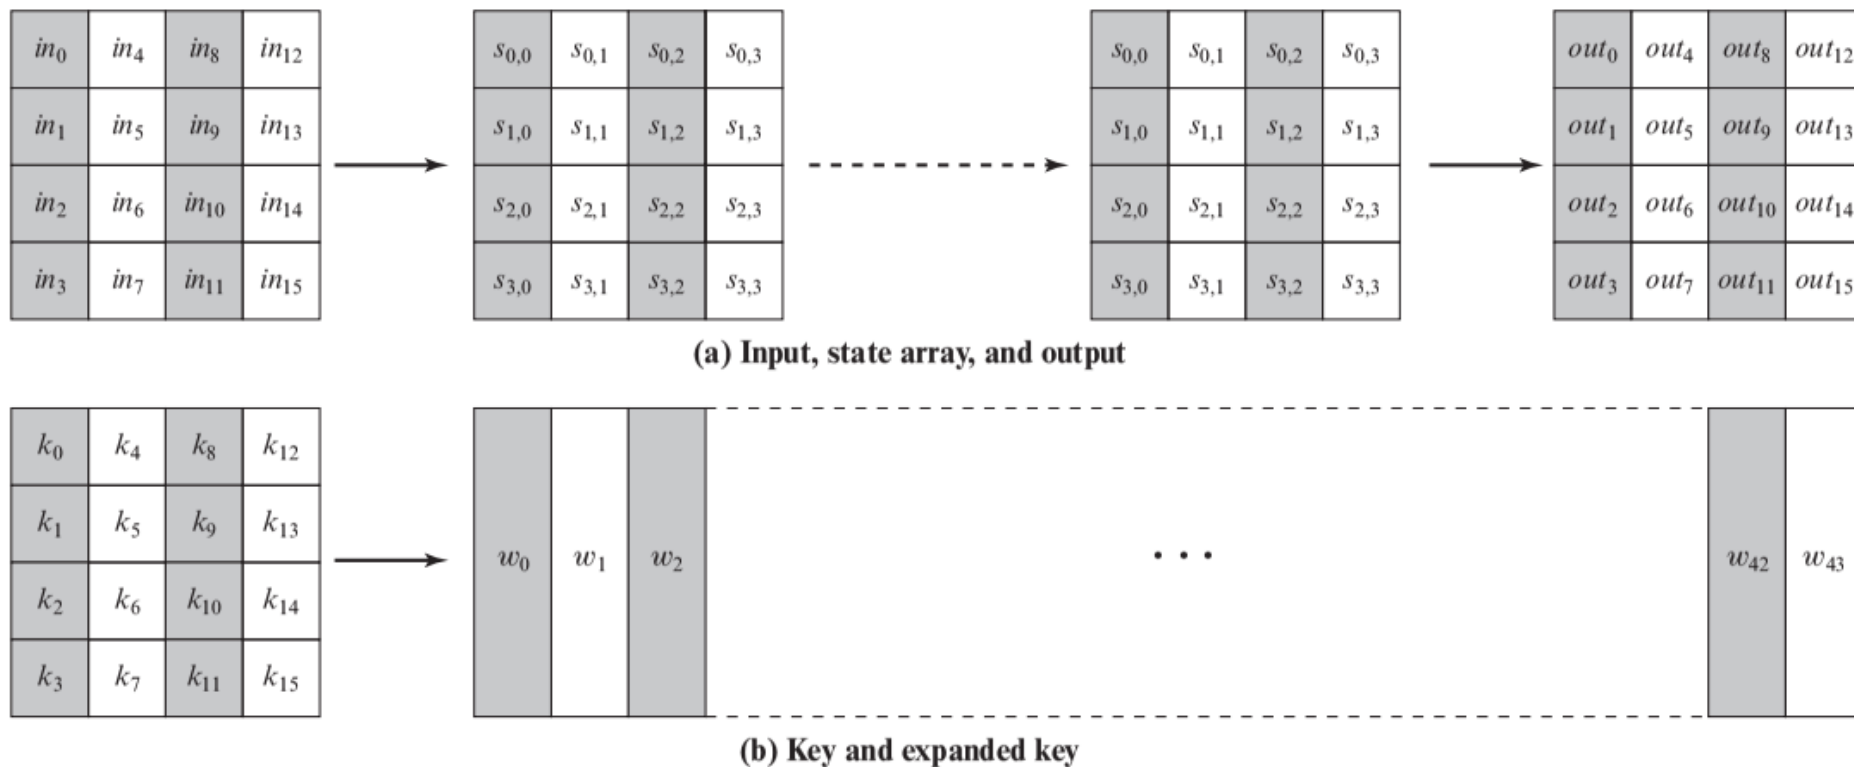 in₀ in₄ in₈ in₁₂ s₀,₀ s₀,₁ s₀,₂ s₀,₃ s₀,₀ s₀,₁ s₀,₂ s₀,₃ out₀ out₄ out₈ out₁₂
in₁ in₅ in₉ in₁₃ s₁,₀ s₁,₁ s₁,₂ s₁,₃ s₁,₀ s₁,₁ s₁,₂ s₁,₃ out₁ out₅ out₉ out₁₃
in₂ in₆ in₁₀ in₁₄ s₂,₀ s₂,₁ s₂,₂ s₂,₃ s₂,₀ s₂,₁ s₂,₂ s₂,₃ out₂ out₆ out₁₀ out₁₄
in₃ in₇ in₁₁ in₁₅ s₃,₀ s₃,₁ s₃,₂ s₃,₃ s₃,₀ s₃,₁ s₃,₂ s₃,₃ out₃ out₇ out₁₁ out₁₅
(a) Input, state array, and output
k₀ k₄ k₈ k₁₂
k₁ k₅ k₉ k₁₃
w₀ w₁ w₂ · · · w₄₂ w₄₃
k₂ k₆ k₁₀ k₁₄
k₃ k₇ k₁₁ k₁₅
(b) Key and expanded key